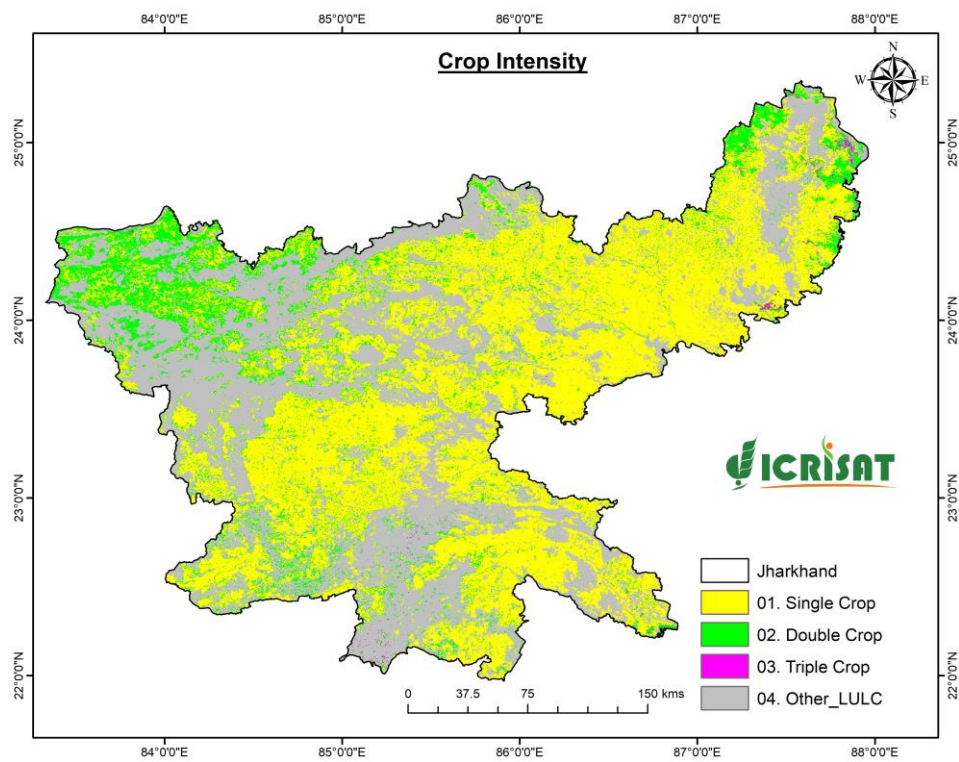 84°0'0"E 85°0'0"E 86°0'0"E 87°0'0"E 88°0'0"E
Crop Intensity
N
W E
S
25°0'0"N 25°0'0"N
24°0'0"N 24°0'0"N
ICRISAT
23°0'0"N 23°0'0"N
Jharkhand
01. Single Crop
02. Double Crop
03. Triple Crop
04. Other_LULC
22°0'0"N 22°0'0"N
0 37.5 75 150 kms
84°0'0"E 85°0'0"E 86°0'0"E 87°0'0"E 88°0'0"E